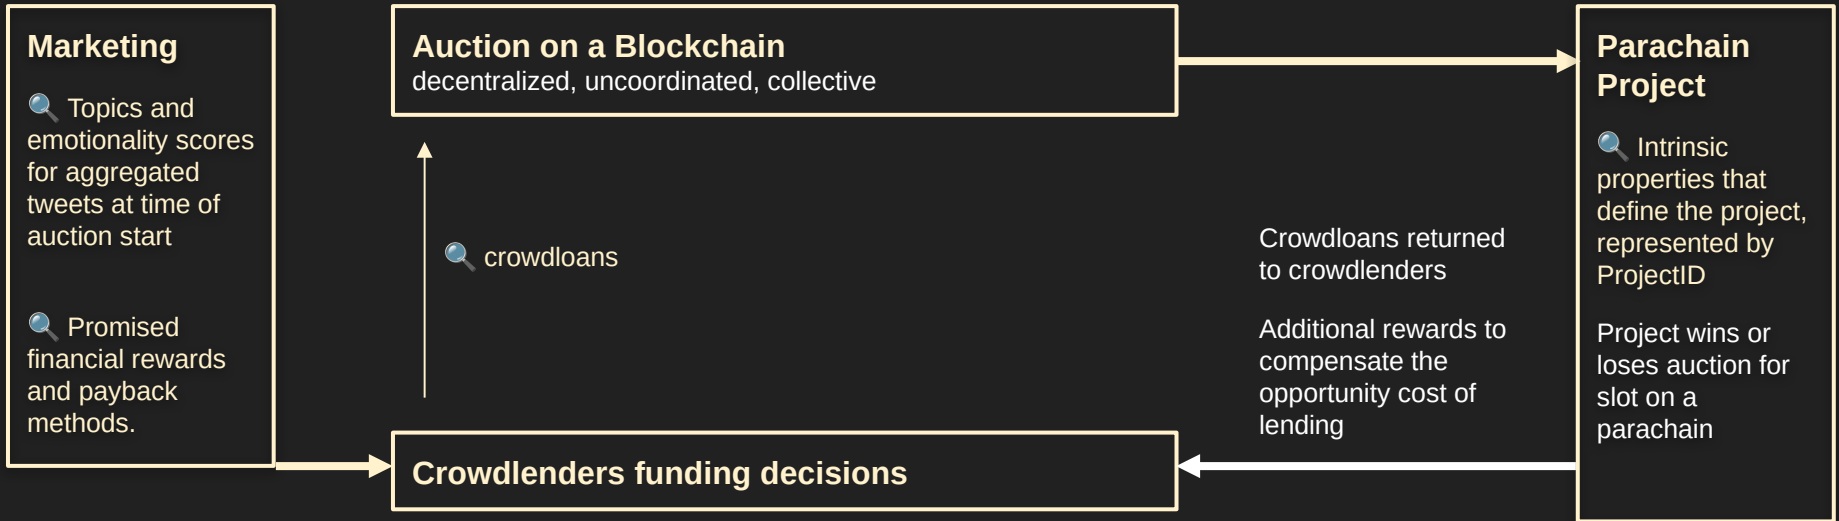 Marketing
🔍 Topics and
emotionality scores
for aggregated
tweets at time of
auction start
🔍 Promised
financial rewards
and payback
methods.
Auction on a Blockchain
decentralized, uncoordinated, collective
🔍 crowdloans
Crowdlenders funding decisions
Crowdloans returned
to crowdlenders
Additional rewards to
compensate the
opportunity cost of
lending
Parachain
Project
🔍 Intrinsic
properties that
define the project,
represented by
ProjectID
Project wins or
loses auction for
slot on a
parachain